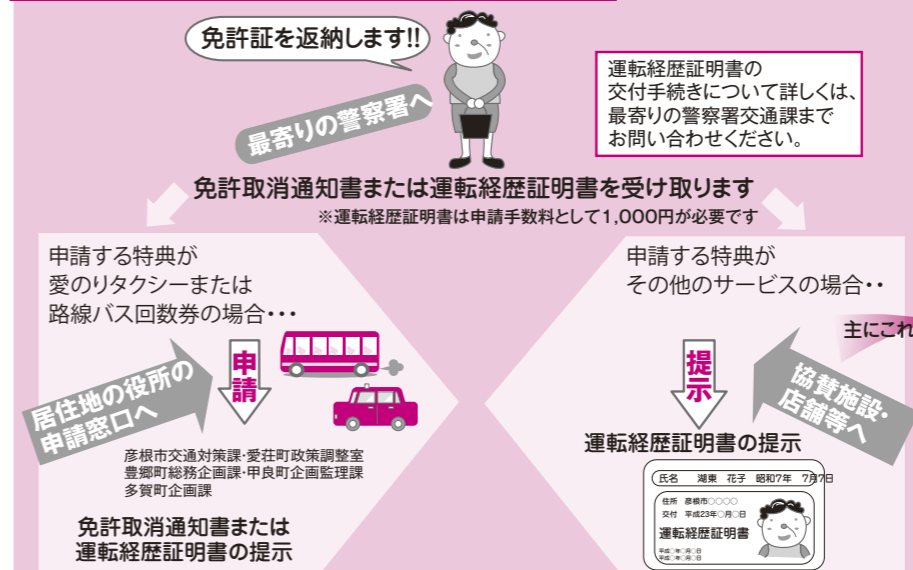 免許証を返納します!!
最寄りの警察署へ
運転経歴証明書の
交付手続きについて詳しくは、
最寄りの警察署交通課まで
お問い合わせください。
免許取消通知書または運転経歴証明書を受け取ります
※運転経歴証明書は申請手数料として1,000円が必要です
申請する特典が
愛のりタクシーまたは
路線バス回数券の場合・・・
申請
居住地の役所の
申請窓口へ
彦根市交通対策課・愛荘町政策調整室
豊郷町総務企画課・甲良町企画監理課
多賀町企画課
免許取消通知書または
運転経歴証明書の提示
申請する特典が
その他のサービスの場合・・
主にこれ
提示
協賛施設・
店舗等へ
運転経歴証明書の提示
氏名 湖東 花子 昭和7年 7月7日
住所 彦根市○○○○
交付 平成23年○月○日
運転経歴証明書
平成○年○月○日
平成○年○月○日